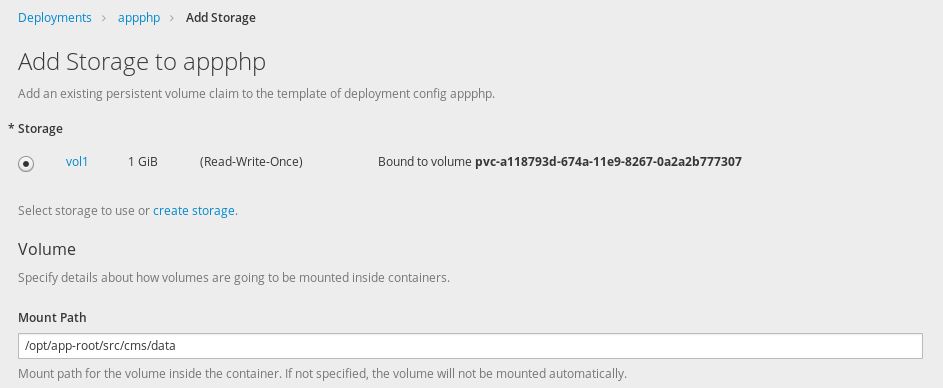 Deployments > appphp > Add Storage
Add Storage to appphp
Add an existing persistent volume claim to the template of deployment config appphp.
* Storage
vol1 1 GiB (Read-Write-Once) Bound to volume pvc-a118793d-674a-11e9-8267-0a2a2b777307
Select storage to use or create storage.
Volume
Specify details about how volumes are going to be mounted inside containers.
Mount Path
/opt/app-root/src/cms/data
Mount path for the volume inside the container. If not specified, the volume will not be mounted automatically.